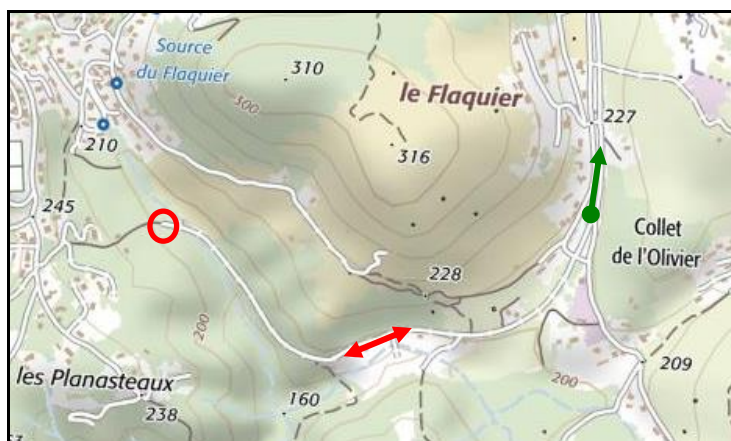 Source
du Flaquier
310
300
le Flaquier
227
210
316
245
Collet
de l'Olivier
228
200
209
200
les Planasteaux
160
238